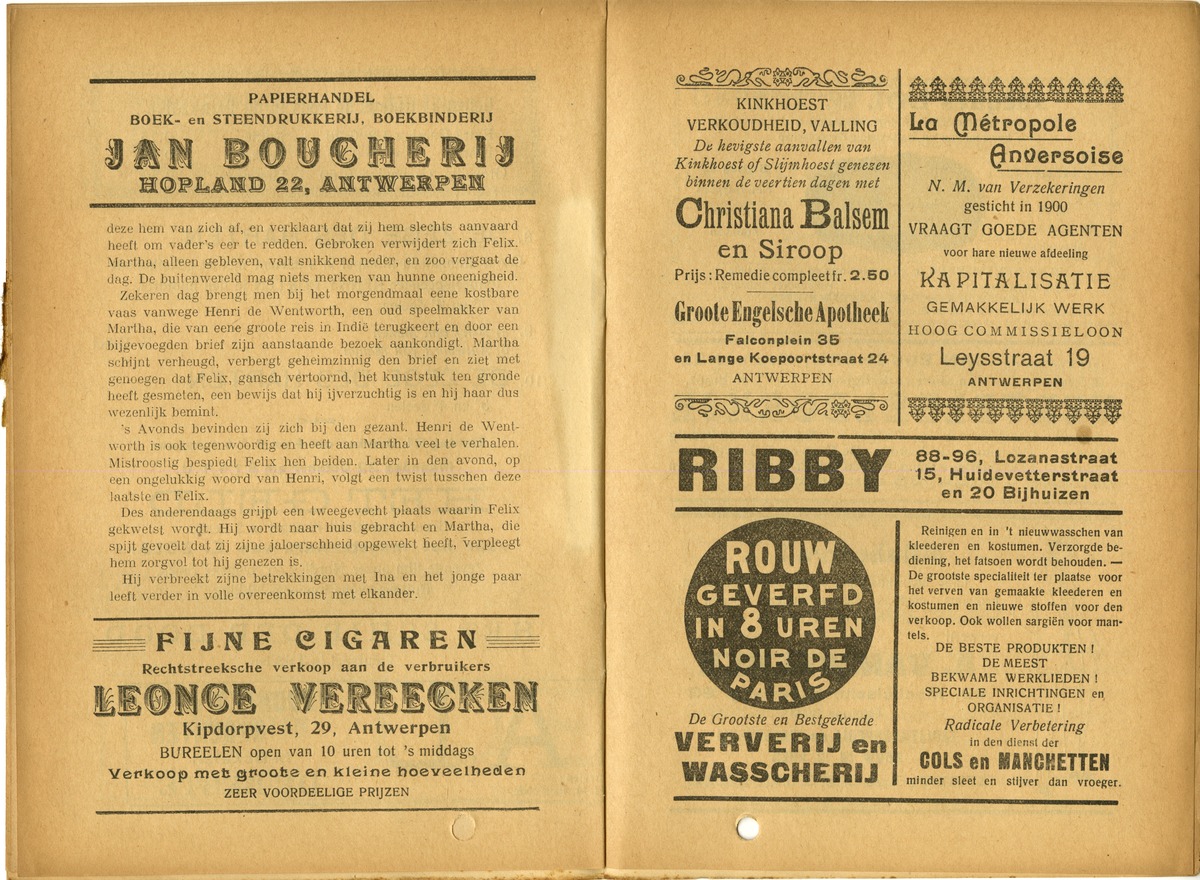 PAPIERHANDEL
BOEK- en STEENDRUKKERIJ, BOEKBINDERIJ
JAN BOUCHERIJ
HOPLAND 22, ANTWERPEN
deze hem van zich af, en verklaart dat zij hem slechts aanvaard
heeft om vader's eer te redden. Gebroken verwijdert zich Felix.
Martha, alleen gebleven, valt snikkend neder, en zoo vergaat de
dag. De buitenwereld mag niets merken van hunne oneenigheid.
Zekeren dag brengt men bij het morgendmaal eene kostbare
vaas vanwege Henri de Wentworth, een oud speelmakker van
Martha, die van eene groote reis in Indië terugkeert en door een
bijgevoegden brief zijn aanstaande bezoek aankondigt. Martha
schijnt verheugd, verbergt geheimzinnig den brief en ziet met
genoegen dat Felix, gansch vertoornd, het kunststuk ten gronde
heeft gesmeten, een bewijs dat hij ijverzuchtig is en hij haar dus
wezenlijk bemint.
's Avonds bevinden zij zich bij den gezant. Henri de Went-
worth is ook tegenwoordig en heeft aan Martha veel te verhalen.
Mistroostig bespiedt Felix hen beiden. Later in den avond, op
een ongelukkig woord van Henri, volgt een twist tusschen deze
laatste en Felix.
Des anderendaags grijpt een tweegevecht plaats waarin Felix
gekwetst wordt. Hij wordt naar huis gebracht en Martha, die
spijt gevoelt dat zij zijne jaloerschheid opgewekt heeft, verpleegt
hem zorgvol tot hij genezen is.
Hij verbreekt zijne betrekkingen met Ina en het jonge paar
leeft verder in volle overeenkomst met elkander.
FIJNE CIGAREN
Rechtstreeksche verkoop aan de verbruikers
LEONCE VEREECKEN
Kipdorpvest, 29, Antwerpen
BUREELEN open van 10 uren tot 's middags
Verkoop met groote en kleine hoeveelheden
ZEER VOORDEELIGE PRIJZEN
KINKHOEST
VERKOUDHEID, VALLING
De hevigste aanvallen van
Kinkhoest of Slijmhoest genezen
binnen de veertien dagen met
Christiana Balsem
en Siroop
Prijs: Remedie compleet fr. 2.50
Groote Engelsche Apotheek
Falconplein 35
en Lange Koepoortstraat 24
ANTWERPEN
La Métropole
Anversoise
N. M. van Verzekeringen
gesticht in 1900
VRAAGT GOEDE AGENTEN
voor hare nieuwe afdeeling
KAPITALISATIE
GEMAKKELIJK WERK
HOOG COMMISSIELOON
Leysstraat 19
ANTWERPEN
RIBBY
88-96, Lozanastraat
15, Huidevetterstraat
en 20 Bijhuizen
ROUW
GEVERFD
IN 8 UREN
NOIR DE
PARIS
De Grootste en Bestgekende
VERVERIJ en
WASSCHERIJ
Reinigen en in 't nieuwwasschen van
kleederen en kostumen. Verzorgde be-
diening, het fatsoen wordt behouden. —
De grootste specialiteit ter plaatse voor
het verven van gemaakte kleederen en
kostumen en nieuwe stoffen voor den
verkoop. Ook wollen sargiën voor man-
tels.
DE BESTE PRODUKTEN !
DE MEEST
BEKWAME WERKLIEDEN !
SPECIALE INRICHTINGEN en
ORGANISATIE !
Radicale Verbetering
in den dienst der
COLS en MANCHETTEN
minder sleet en stijver dan vroeger.